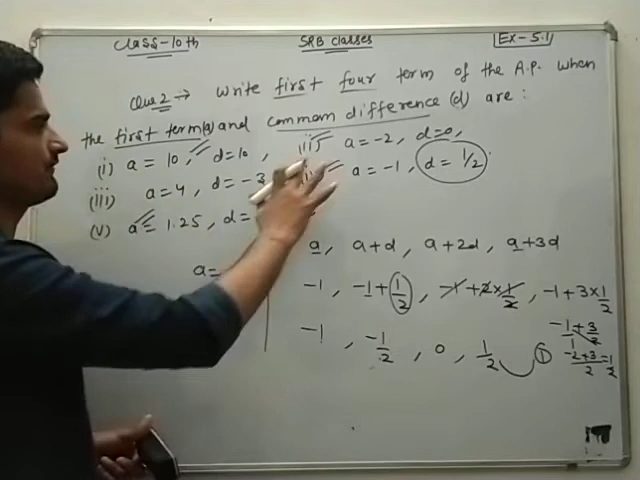 Class-10th SRB classes Ex-5.1
Que 2 → Write first four term of the A.P. when
the first term(a) and common difference (d) are :
(i) a = 10, d=10, (ii) a=-2, d=0,
(iii) a=4, d=-3 a=-1, d=1/2
(v) a=-1.25, d=
a, a+d, a+2d, a+3d
a=
-1, -1+1/2, -1+2×1/2, -1+3×1/2
-1, -1/2, 0, 1/2
-1/1+3/2
-2+3/2=1/2